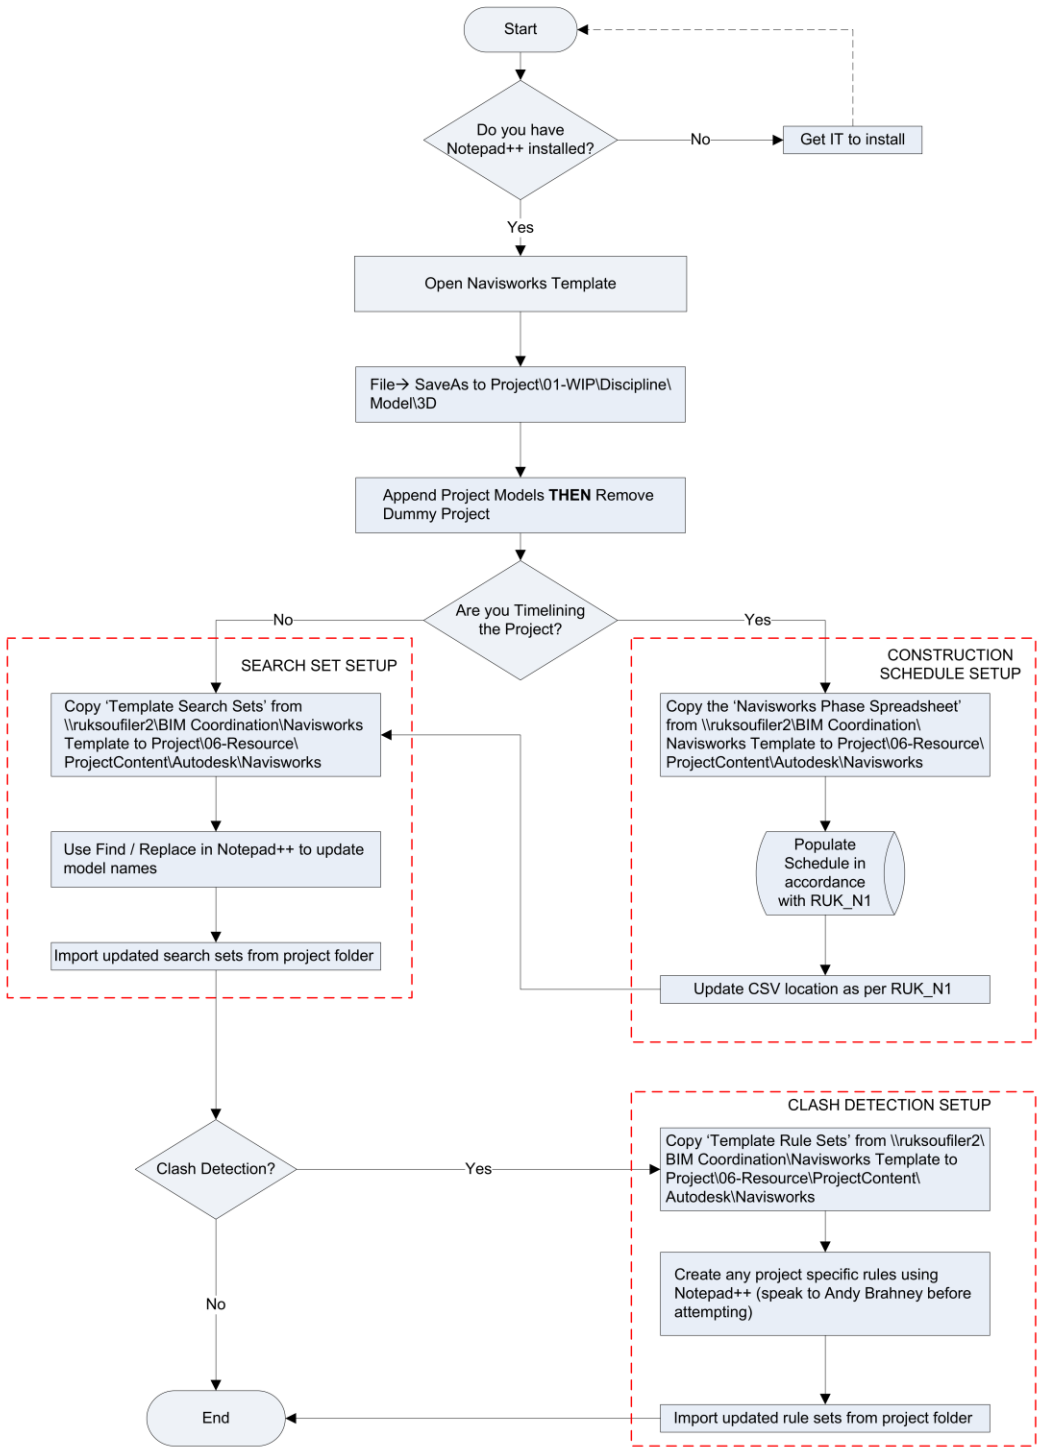 Start
Do you have
Notepad++ installed?
No
Get IT to install
Yes
Open Navisworks Template
File→ SaveAs to Project\01-WIP\Discipline\
Model\3D
Append Project Models THEN Remove
Dummy Project
Are you Timelining
the Project?
No
Yes
SEARCH SET SETUP
Copy ‘Template Search Sets’ from
\\ruksoufiler2\BIM Coordination\Navisworks
Template to Project\06-Resource\
ProjectContent\Autodesk\Navisworks
Use Find / Replace in Notepad++ to update
model names
Import updated search sets from project folder
CONSTRUCTION
SCHEDULE SETUP
Copy the ‘Navisworks Phase Spreadsheet’
from \\ruksoufiler2\BIM Coordination\
Navisworks Template to Project\06-Resource\
ProjectContent\Autodesk\Navisworks
Populate
Schedule in
accordance
with RUK_N1
Update CSV location as per RUK_N1
Clash Detection?
Yes
No
CLASH DETECTION SETUP
Copy ‘Template Rule Sets’ from \\ruksoufiler2\
BIM Coordination\Navisworks Template to
Project\06-Resource\ProjectContent\
Autodesk\Navisworks
Create any project specific rules using
Notepad++ (speak to Andy Brahney before
attempting)
Import updated rule sets from project folder
End